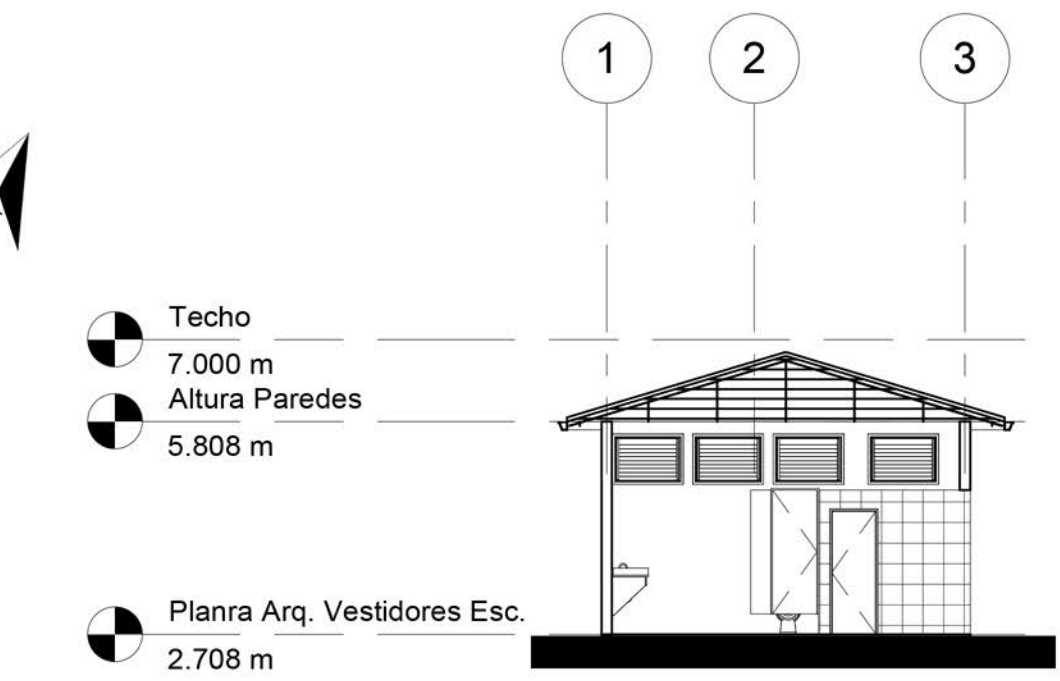 1 2 3
Techo
7.000 m
Altura Paredes
5.808 m
Planra Arq. Vestidores Esc.
2.708 m